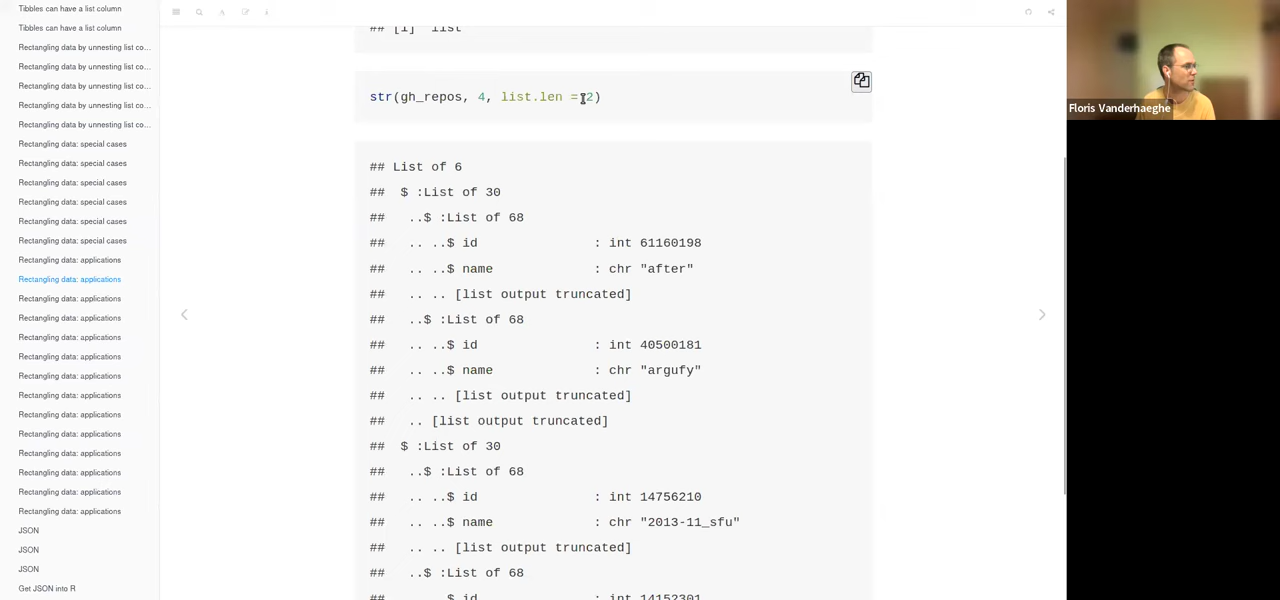 Tibbles can have a list column
Tibbles can have a list column
Rectangling data by unnesting list co…
Rectangling data by unnesting list co…
Rectangling data by unnesting list co…
Rectangling data by unnesting list co…
Rectangling data by unnesting list co…
Rectangling data: special cases
Rectangling data: special cases
Rectangling data: special cases
Rectangling data: special cases
Rectangling data: special cases
Rectangling data: special cases
Rectangling data: applications
Rectangling data: applications
Rectangling data: applications
Rectangling data: applications
Rectangling data: applications
Rectangling data: applications
Rectangling data: applications
Rectangling data: applications
Rectangling data: applications
Rectangling data: applications
Rectangling data: applications
Rectangling data: applications
Rectangling data: applications
Rectangling data: applications
JSON
JSON
JSON
Get JSON into R
## [1] "list"
str(gh_repos, 4, list.len = 2)
## List of 6
##  $ :List of 30
##   ..$ :List of 68
##   .. ..$ id               : int 61160198
##   .. ..$ name             : chr "after"
##   .. .. [list output truncated]
##   ..$ :List of 68
##   .. ..$ id               : int 40500181
##   .. ..$ name             : chr "argufy"
##   .. .. [list output truncated]
##   .. [list output truncated]
##  $ :List of 30
##   ..$ :List of 68
##   .. ..$ id               : int 14756210
##   .. ..$ name             : chr "2013-11_sfu"
##   .. .. [list output truncated]
##   ..$ :List of 68
##   .. ..$ id               : int 14152301
Floris Vanderhaeghe